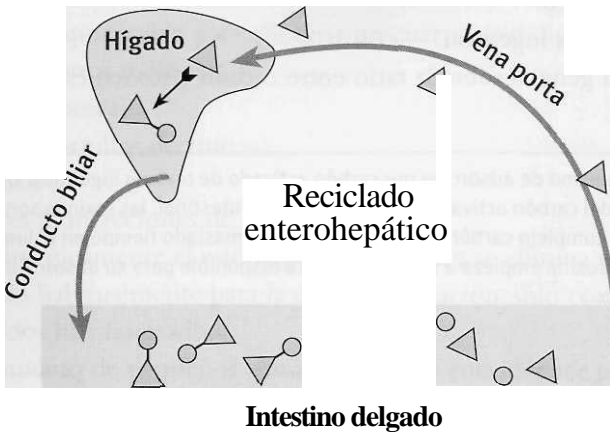 Hígado
Vena porta
Conducto biliar
Reciclado
enterohepático
Intestino delgado